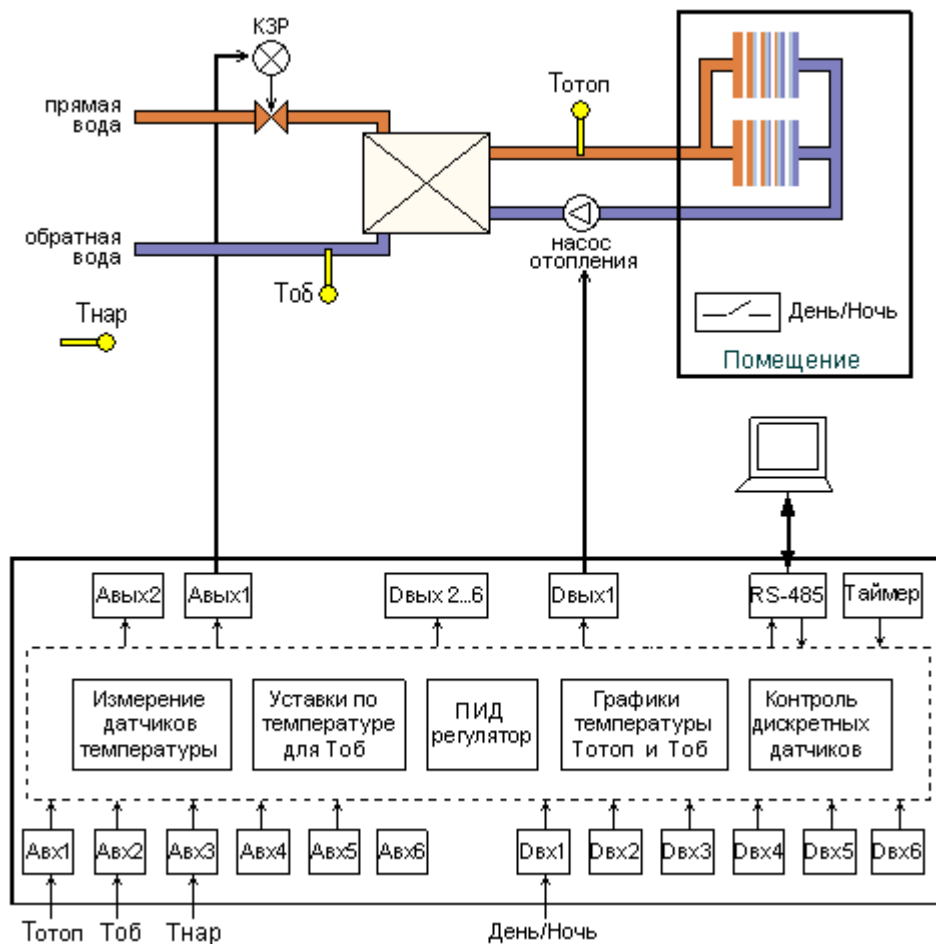 КЗР
прямая
вода
Тотоп
обратная
вода
насос
отопления
Тоб
Тнар
День/Ночь
Помещение
Авых2
Авых1
Dвых 2...6
Dвых1
RS-485
Таймер
Измерение
датчиков
температуры
Уставки по
температуре
для Тоб
ПИД
регулятор
Графики
температуры
Тотоп и Тоб
Контроль
дискретных
датчиков
Авх1
Авх2
Авх3
Авх4
Авх5
Авх6
Dвх1
Dвх2
Dвх3
Dвх4
Dвх5
Dвх6
Тотоп
Тоб
Тнар
День/Ночь